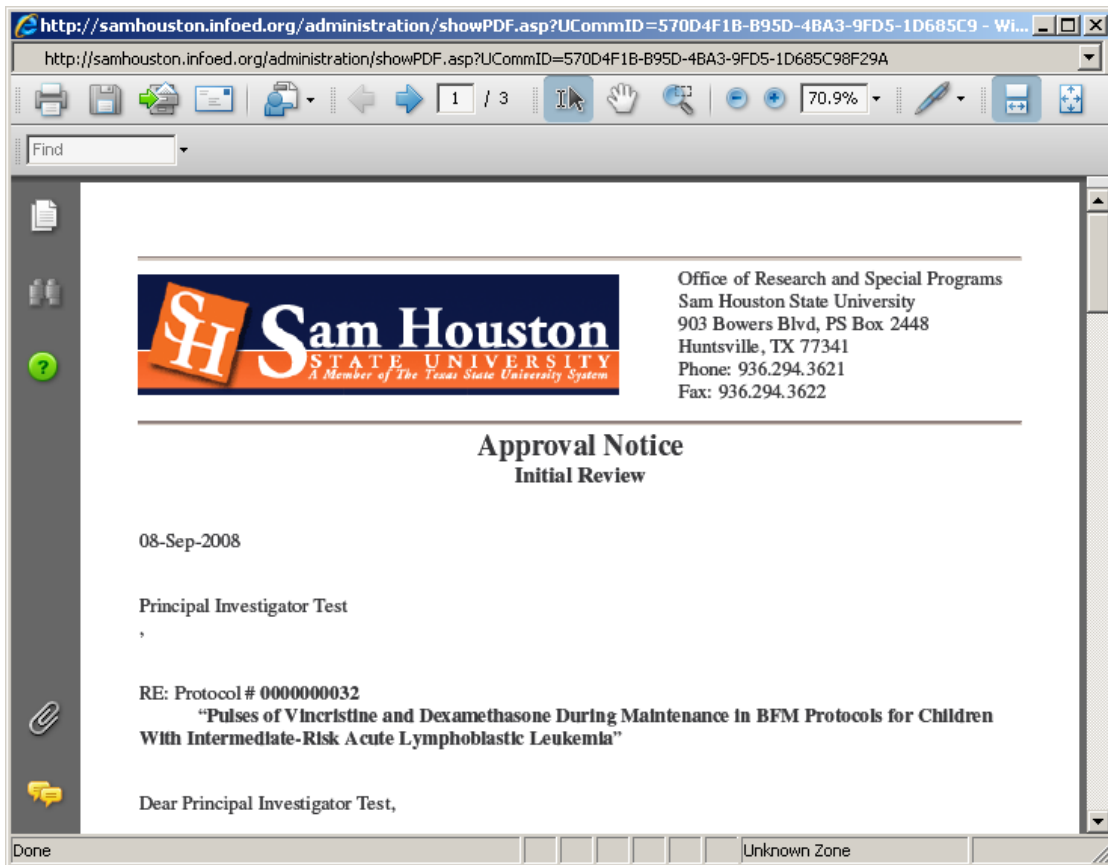 http://samhouston.infoed.org/administration/showPDF.asp?UCommID=570D4F1B-B95D-4BA3-9FD5-1D685C9 - Wi...
http://samhouston.infoed.org/administration/showPDF.asp?UCommID=570D4F1B-B95D-4BA3-9FD5-1D685C98F29A
1 / 3 70.9%
Find
SH Sam Houston
STATE UNIVERSITY
A Member of The Texas State University System
Office of Research and Special Programs
Sam Houston State University
903 Bowers Blvd, PS Box 2448
Huntsville, TX 77341
Phone: 936.294.3621
Fax: 936.294.3622
Approval Notice
Initial Review
08-Sep-2008
Principal Investigator Test
,
RE: Protocol # 0000000032
“Pulses of Vincristine and Dexamethasone During Maintenance in BFM Protocols for Children
With Intermediate-Risk Acute Lymphoblastic Leukemia”
Dear Principal Investigator Test,
Done Unknown Zone